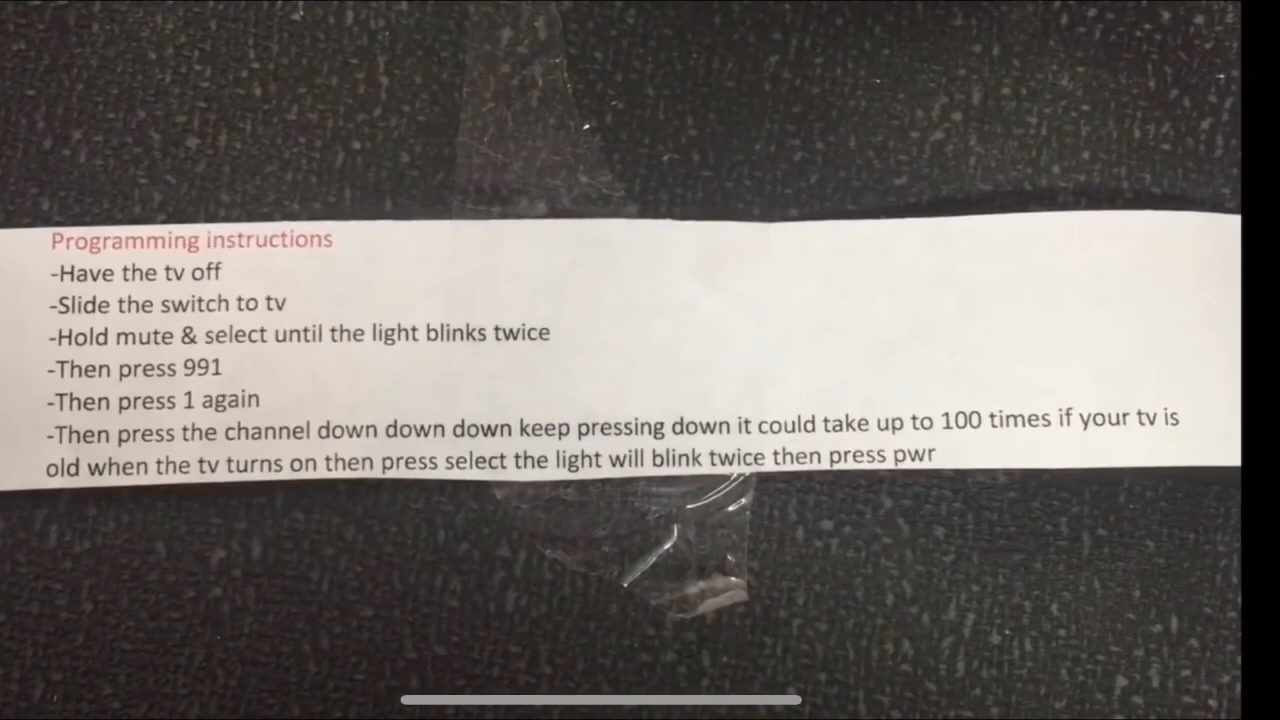 Programming instructions
-Have the tv off
-Slide the switch to tv
-Hold mute & select until the light blinks twice
-Then press 991
-Then press 1 again
-Then press the channel down down down keep pressing down it could take up to 100 times if your tv is
old when the tv turns on then press select the light will blink twice then press pwr